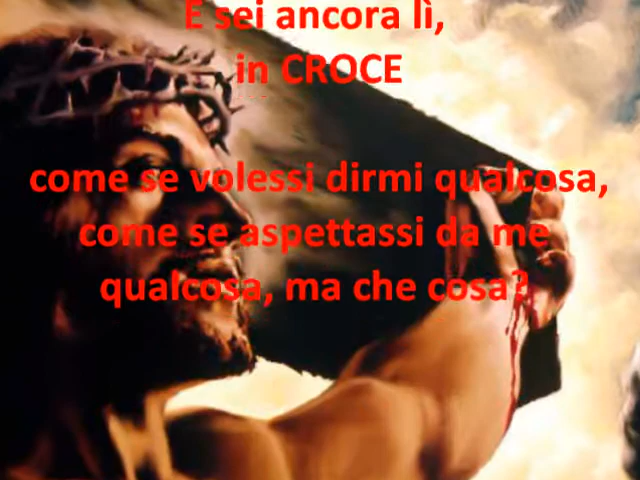 E sei ancora lì,
in CROCE
come se volessi dirmi qualcosa,
come se aspettassi da me
qualcosa, ma che cosa?